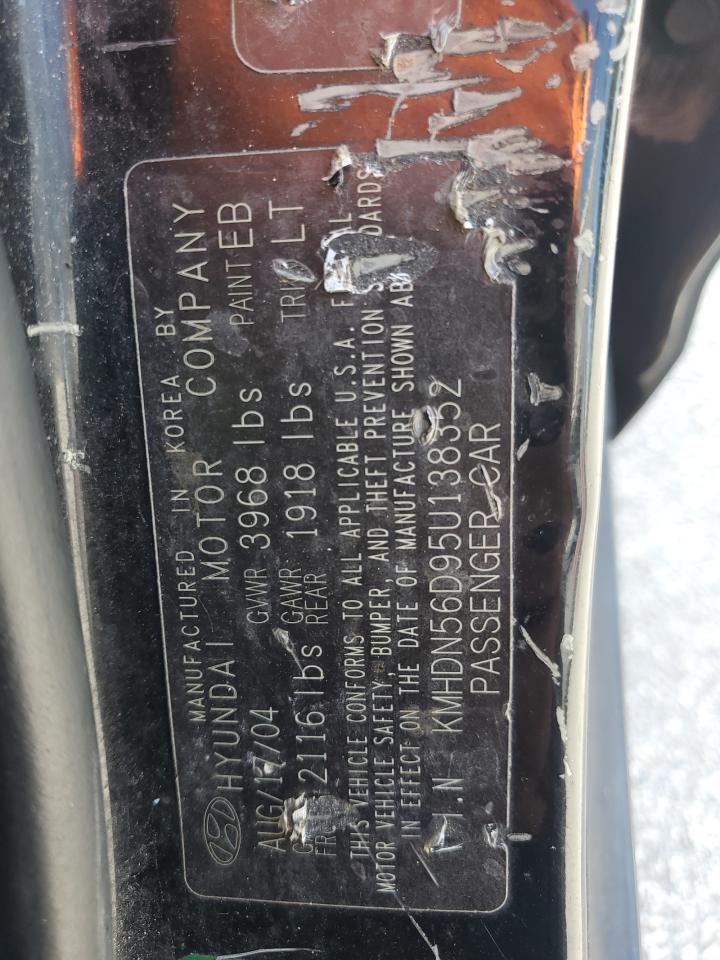 MANUFACTURED IN KOREA BY
HYUNDAI MOTOR COMPANY
AUG/17/04 GVWR 3968 lbs PAINT EB
2116 lbs GAWR REAR 1918 lbs LT
THIS VEHICLE CONFORMS TO ALL APPLICABLE U.S.A.
MOTOR VEHICLE SAFETY, BUMPER, AND THEFT PREVENTION
IN EFFECT ON THE DATE OF MANUFACTURE SHOWN
KMHDN56D95U138352
PASSENGER CAR